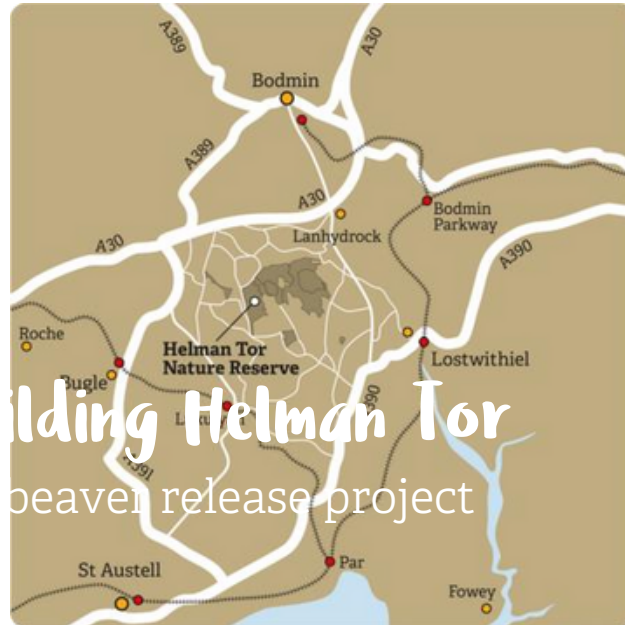 A389
A30
Bodmin
A389
A30
Bodmin
Parkway
Lanhydrock
A30
A390
Roche
Helman Tor
Nature Reserve
Lostwithiel
Bugle
ilding Helman Tor
beaver release project
A391
Par
St Austell
Fowey